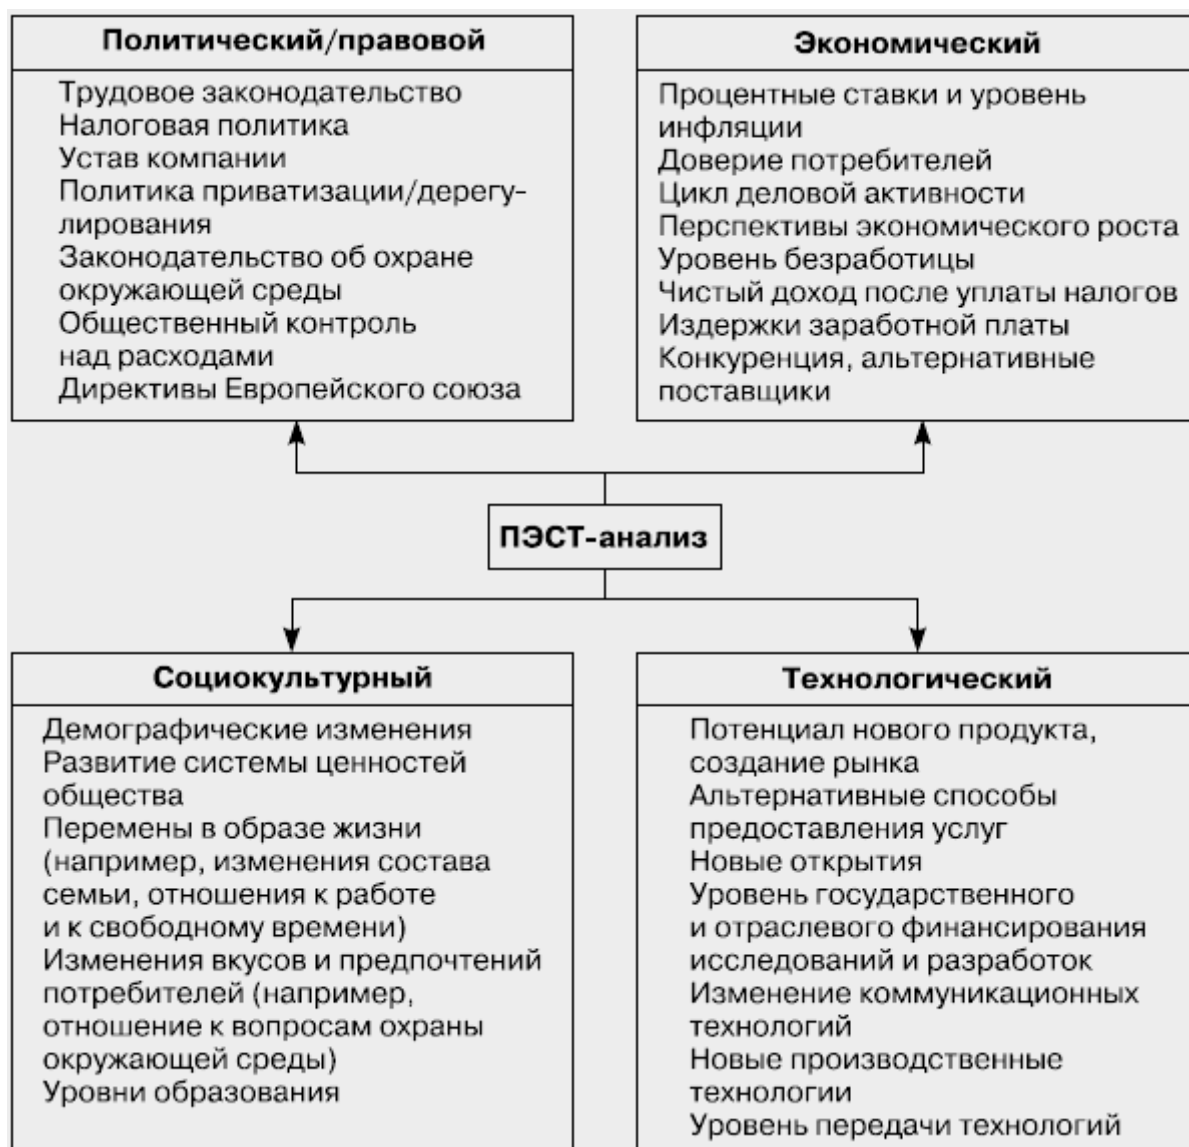 Политический/правовой
Трудовое законодательство
Налоговая политика
Устав компании
Политика приватизации/дерегу-
лирования
Законодательство об охране
окружающей среды
Общественный контроль
над расходами
Директивы Европейского союза
Экономический
Процентные ставки и уровень
инфляции
Доверие потребителей
Цикл деловой активности
Перспективы экономического роста
Уровень безработицы
Чистый доход после уплаты налогов
Издержки заработной платы
Конкуренция, альтернативные
поставщики
ПЭСТ-анализ
Социокультурный
Демографические изменения
Развитие системы ценностей
общества
Перемены в образе жизни
(например, изменения состава
семьи, отношения к работе
и к свободному времени)
Изменения вкусов и предпочтений
потребителей (например,
отношение к вопросам охраны
окружающей среды)
Уровни образования
Технологический
Потенциал нового продукта,
создание рынка
Альтернативные способы
предоставления услуг
Новые открытия
Уровень государственного
и отраслевого финансирования
исследований и разработок
Изменение коммуникационных
технологий
Новые производственные
технологии
Уровень передачи технологий